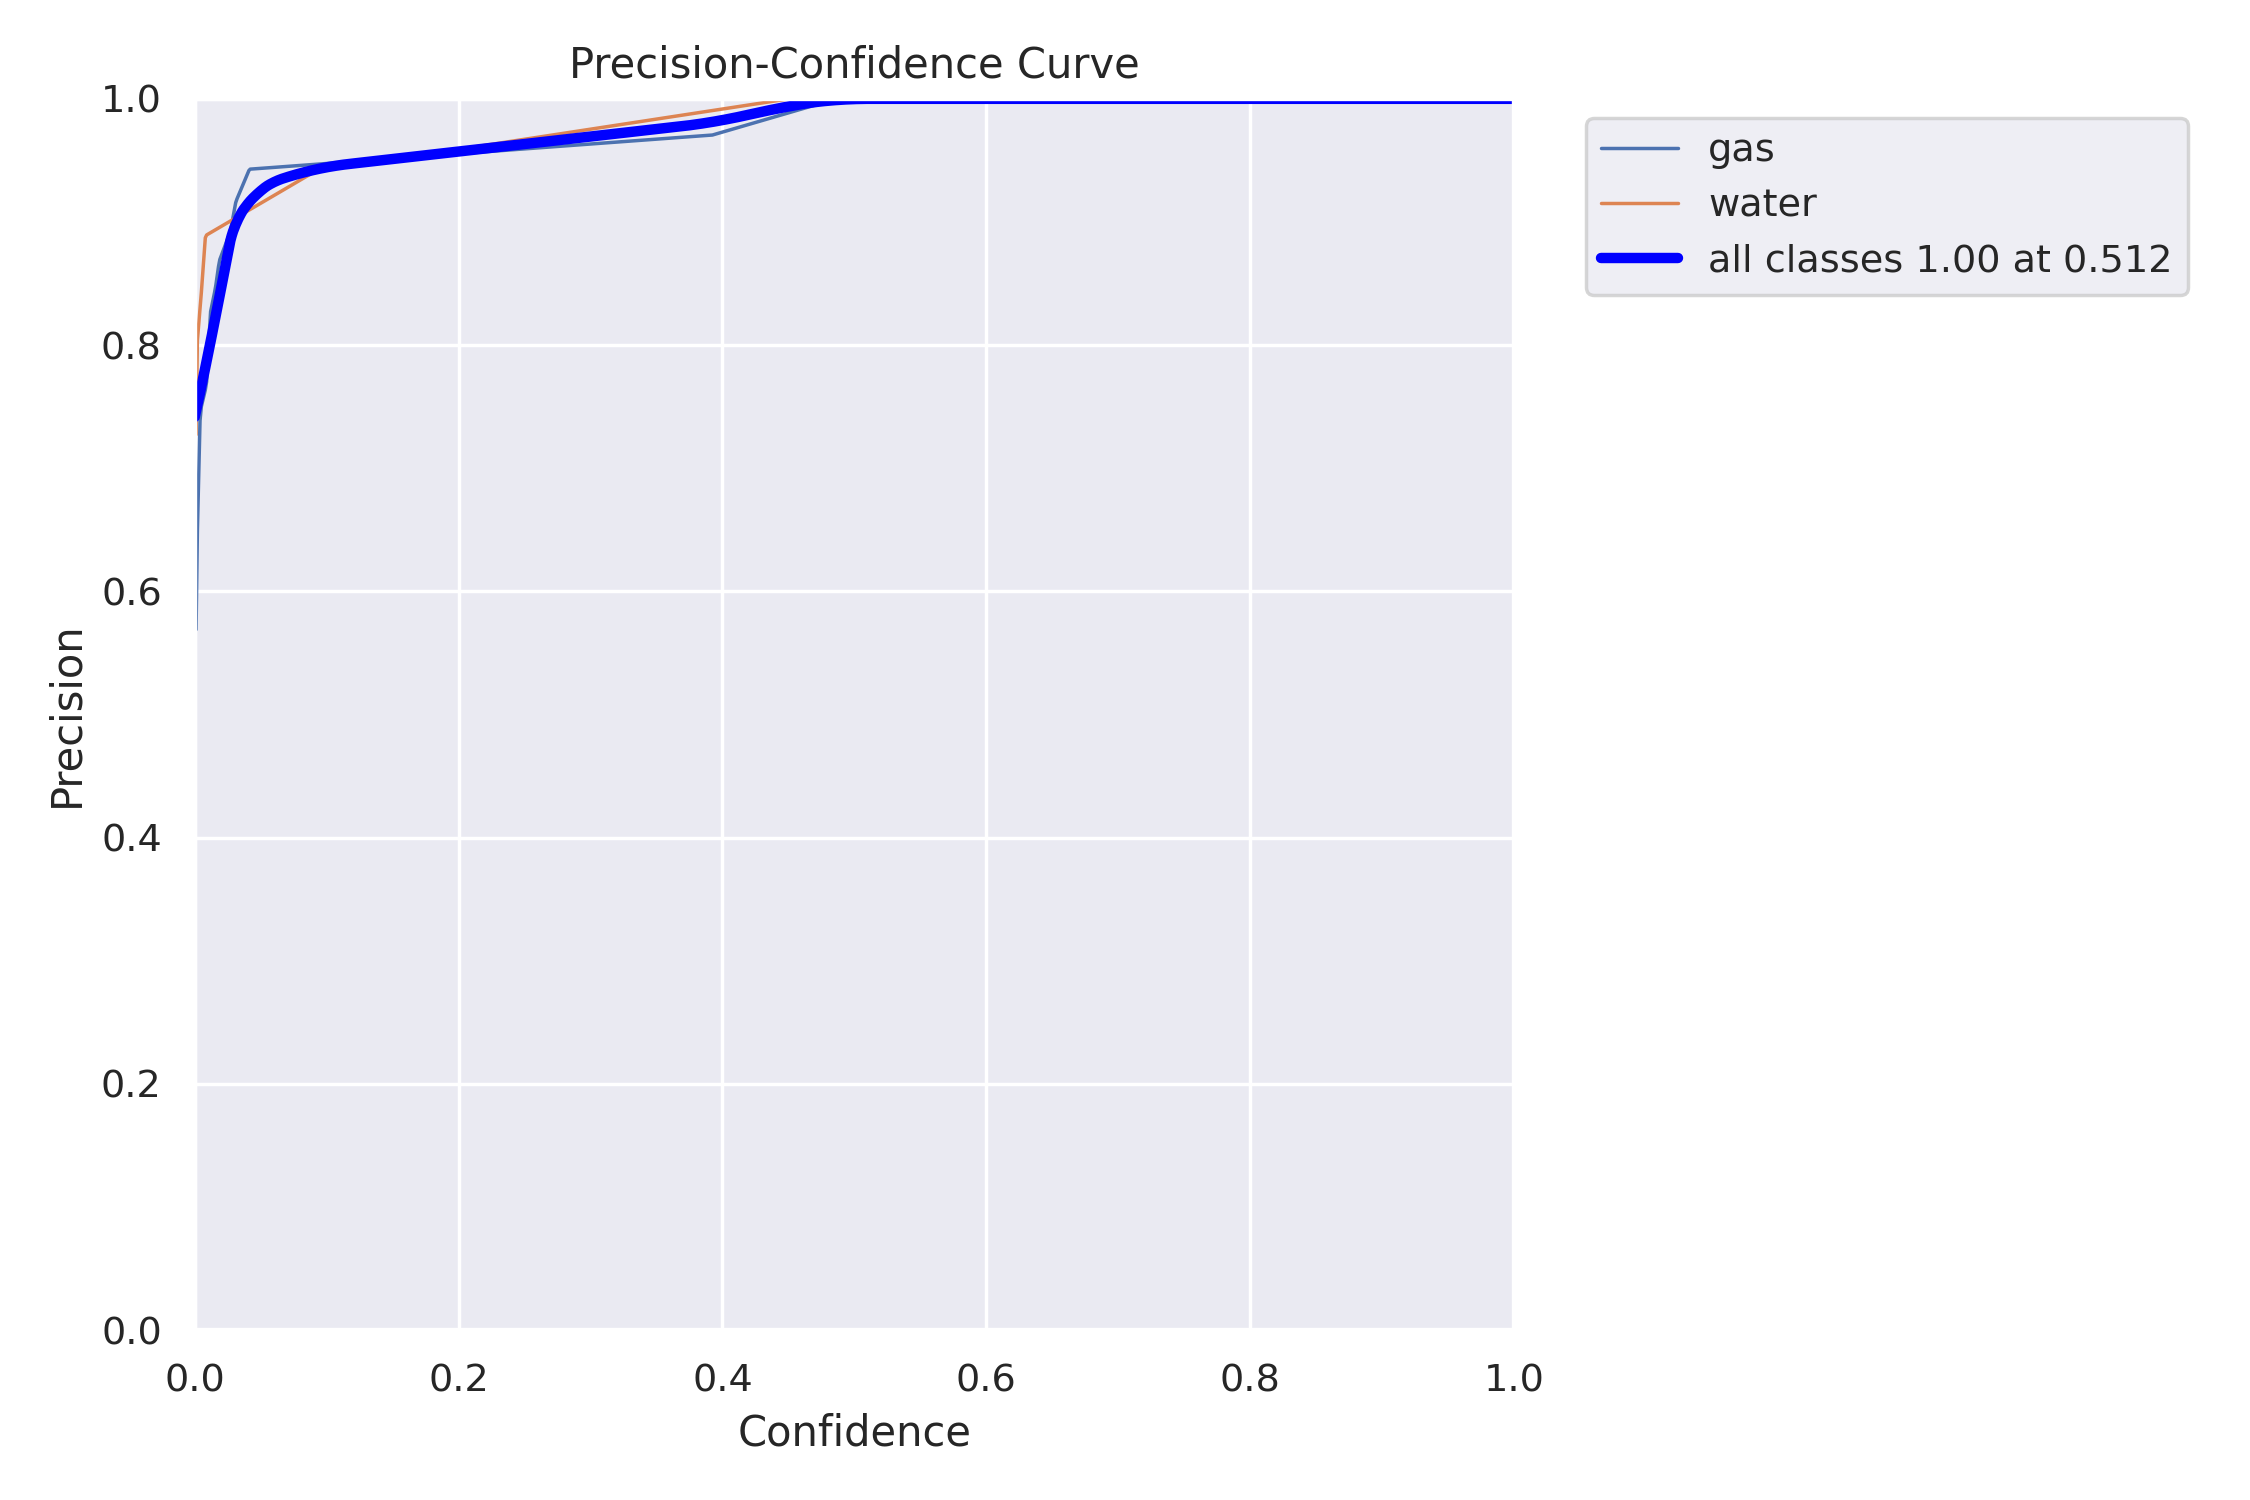 Precision-Confidence Curve
1.0
0.8
0.6
0.4
0.2
0.0
Precision
0.0 0.2 0.4 0.6 0.8 1.0
Confidence
gas
water
all classes 1.00 at 0.512